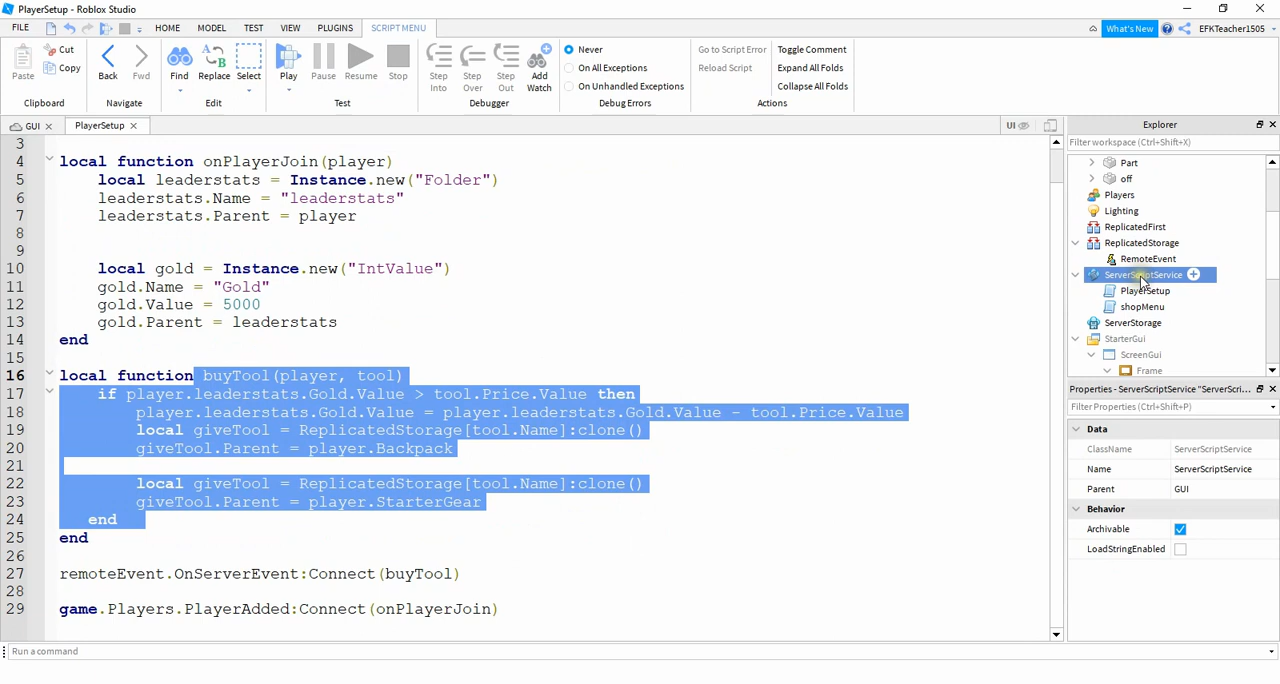 PlayerSetup - Roblox Studio
FILE HOME MODEL TEST VIEW PLUGINS SCRIPT MENU What's New EFKTeacher1505
Paste Cut Copy Back Fwd Find Replace Select Play Pause Resume Stop Step Into Step Over Step Out Add Watch
Never Go to Script Error Toggle Comment
On All Exceptions Reload Script Expand All Folds
On Unhandled Exceptions Collapse All Folds
Clipboard Navigate Edit Test Debugger Debug Errors Actions
GUI PlayerSetup UI
3
4 local function onPlayerJoin(player)
5 local leaderstats = Instance.new("Folder")
6 leaderstats.Name = "leaderstats"
7 leaderstats.Parent = player
8
9
10 local gold = Instance.new("IntValue")
11 gold.Name = "Gold"
12 gold.Value = 5000
13 gold.Parent = leaderstats
14 end
15
16 local function buyTool(player, tool)
17 if player.leaderstats.Gold.Value > tool.Price.Value then
18 player.leaderstats.Gold.Value = player.leaderstats.Gold.Value - tool.Price.Value
19 local giveTool = ReplicatedStorage[tool.Name]:clone()
20 giveTool.Parent = player.Backpack
21
22 local giveTool = ReplicatedStorage[tool.Name]:clone()
23 giveTool.Parent = player.StarterGear
24 end
25 end
26
27 remoteEvent.OnServerEvent:Connect(buyTool)
28
29 game.Players.PlayerAdded:Connect(onPlayerJoin)
Run a command
Explorer
Filter workspace (Ctrl+Shift+X)
Part
off
Players
Lighting
ReplicatedFirst
ReplicatedStorage
RemoteEvent
ServerScriptService
PlayerSetup
shopMenu
ServerStorage
StarterGui
ScreenGui
Frame
Properties - ServerScriptService "ServerScri...
Filter Properties (Ctrl+Shift+P)
Data
ClassName ServerScriptService
Name ServerScriptService
Parent GUI
Behavior
Archivable
LoadStringEnabled